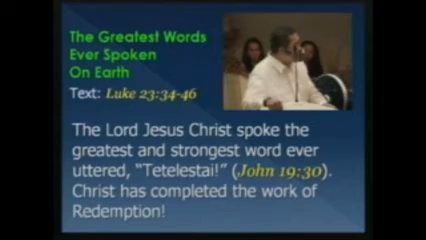 The Greatest Words
Ever Spoken
On Earth
Text: Luke 23:34-46
The Lord Jesus Christ spoke the
greatest and strongest word ever
uttered, “Tetelestai!” (John 19:30).
Christ has completed the work of
Redemption!